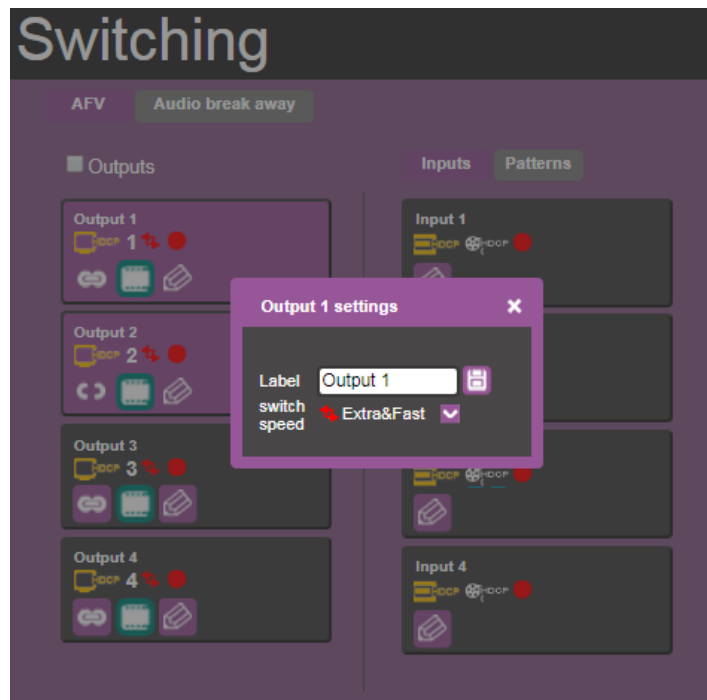 Switching
AFV Audio break away
Outputs
Inputs Patterns
Output 1
HDCP 1
Input 1
HDCP HDCP
Output 2
HDCP 2
Output 3
HDCP 3
HDCP HDCP
Output 4
HDCP 4
Input 4
HDCP HDCP
Output 1 settings
Label Output 1
switch
speed
Extra&Fast